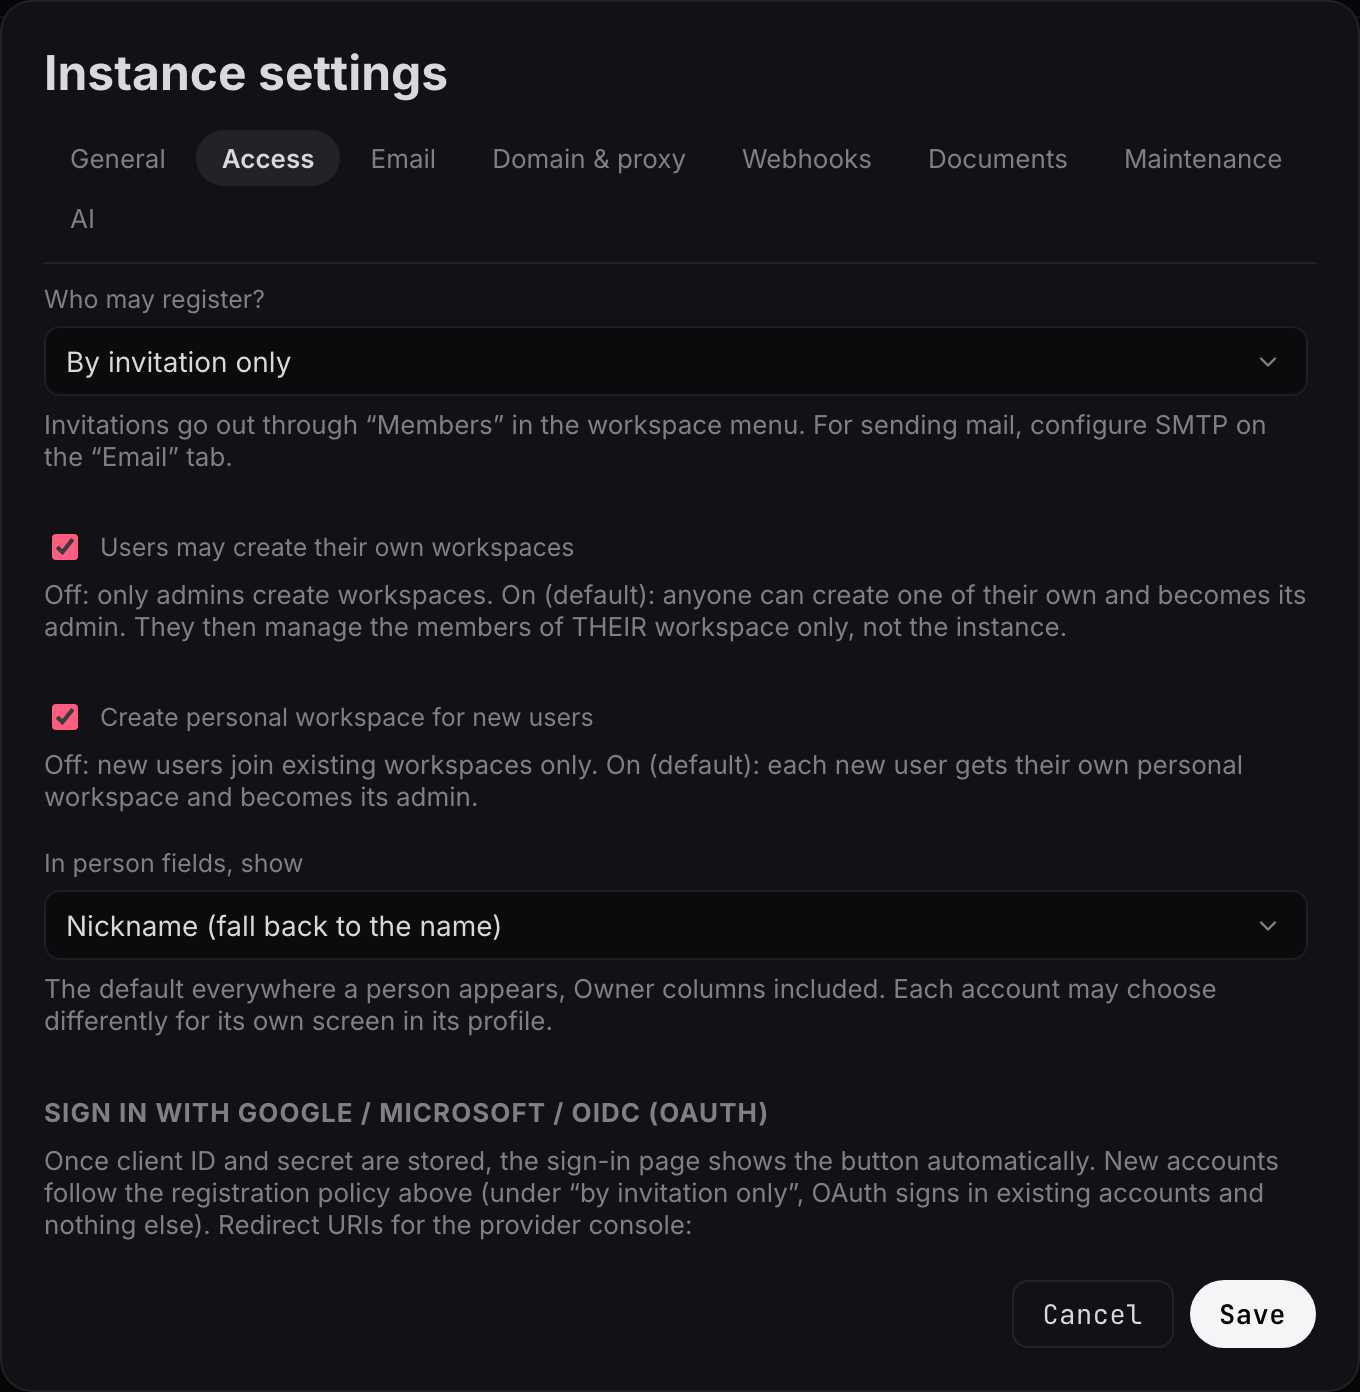 Instance settings
General Access Email Domain & proxy Webhooks Documents Maintenance
AI
Who may register?
By invitation only
Invitations go out through “Members” in the workspace menu. For sending mail, configure SMTP on
the “Email” tab.
Users may create their own workspaces
Off: only admins create workspaces. On (default): anyone can create one of their own and becomes its
admin. They then manage the members of THEIR workspace only, not the instance.
Create personal workspace for new users
Off: new users join existing workspaces only. On (default): each new user gets their own personal
workspace and becomes its admin.
In person fields, show
Nickname (fall back to the name)
The default everywhere a person appears, Owner columns included. Each account may choose
differently for its own screen in its profile.
SIGN IN WITH GOOGLE / MICROSOFT / OIDC (OAUTH)
Once client ID and secret are stored, the sign-in page shows the button automatically. New accounts
follow the registration policy above (under “by invitation only”, OAuth signs in existing accounts and
nothing else). Redirect URIs for the provider console:
Cancel Save